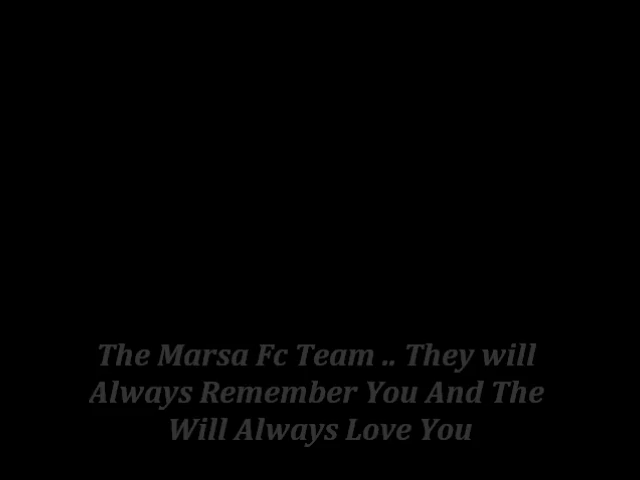 The Marsa Fc Team .. They will
Always Remember You And The
Will Always Love You